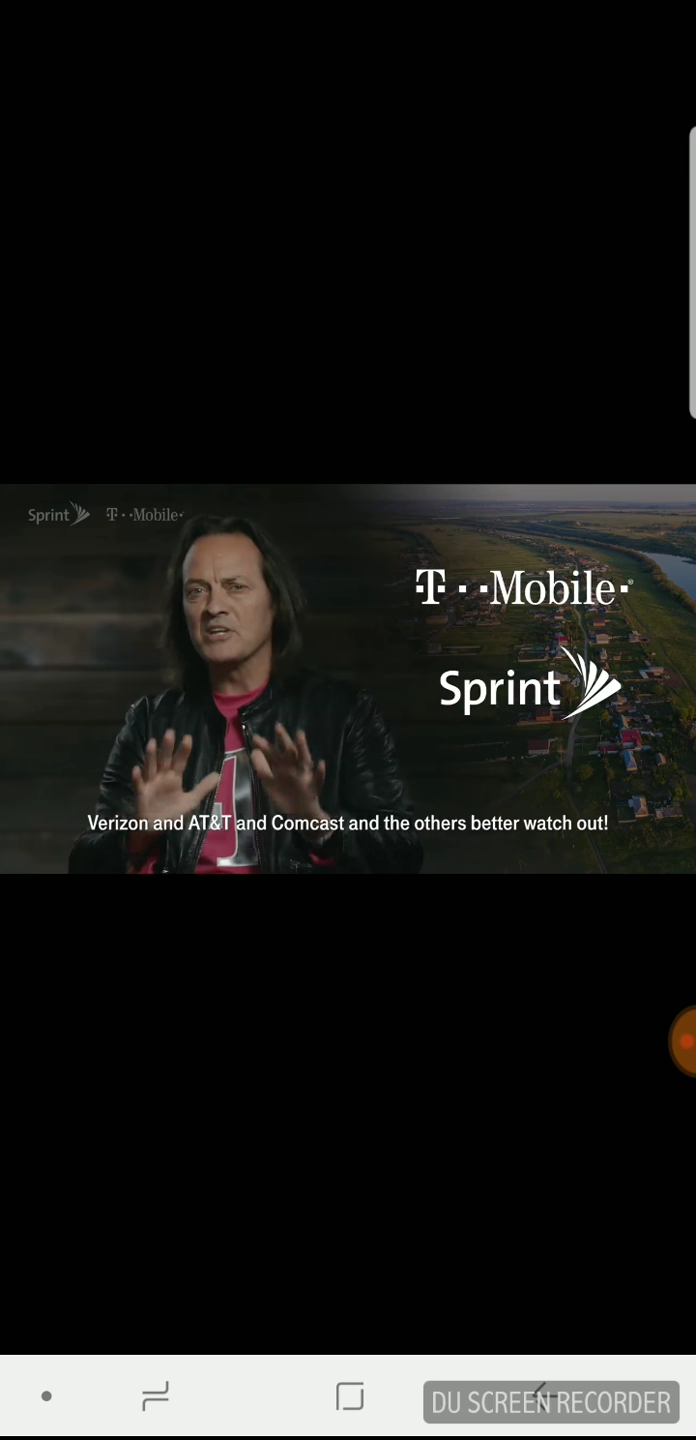 Sprint T··Mobile·
T··Mobile·®
Sprint
Verizon and AT&T and Comcast and the others better watch out!
DU SCREEN RECORDER